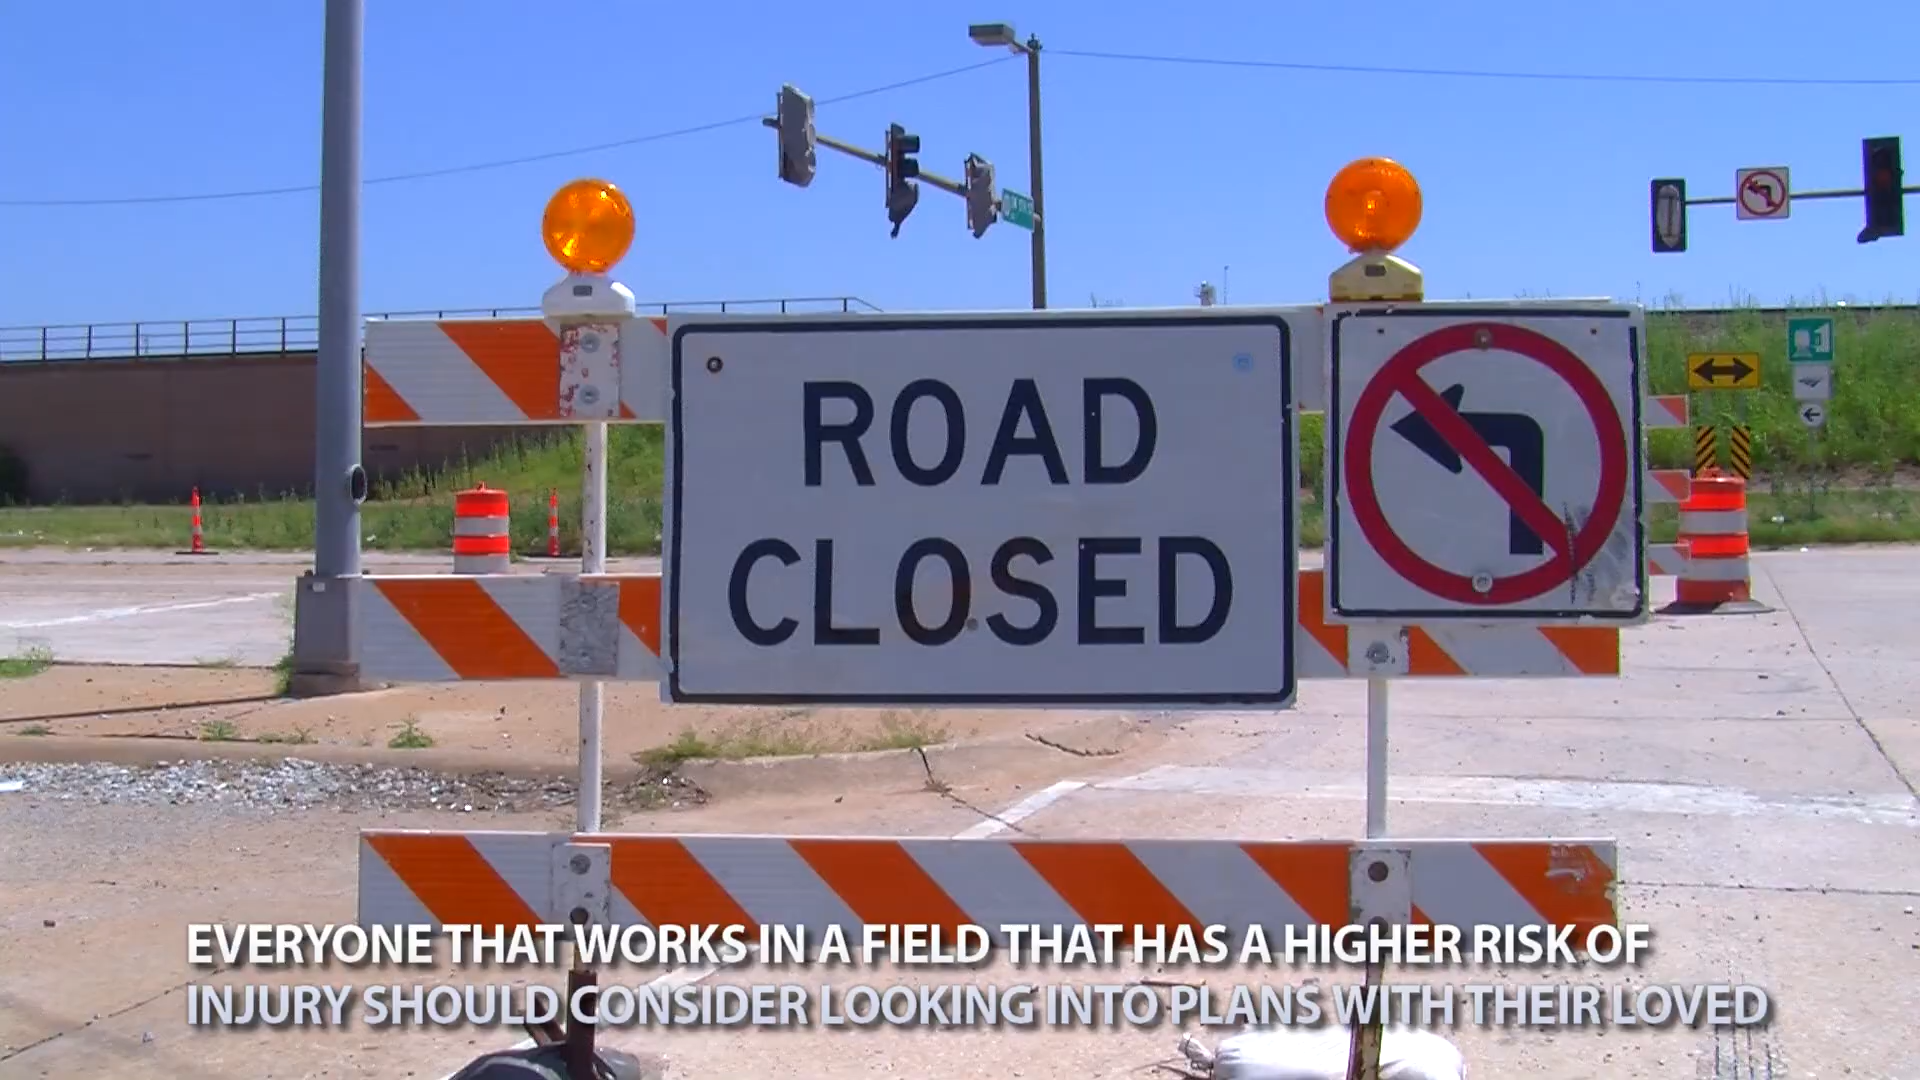 ROAD
CLOSED
EVERYONE THAT WORKS IN A FIELD THAT HAS A HIGHER RISK OF
INJURY SHOULD CONSIDER LOOKING INTO PLANS WITH THEIR LOVED